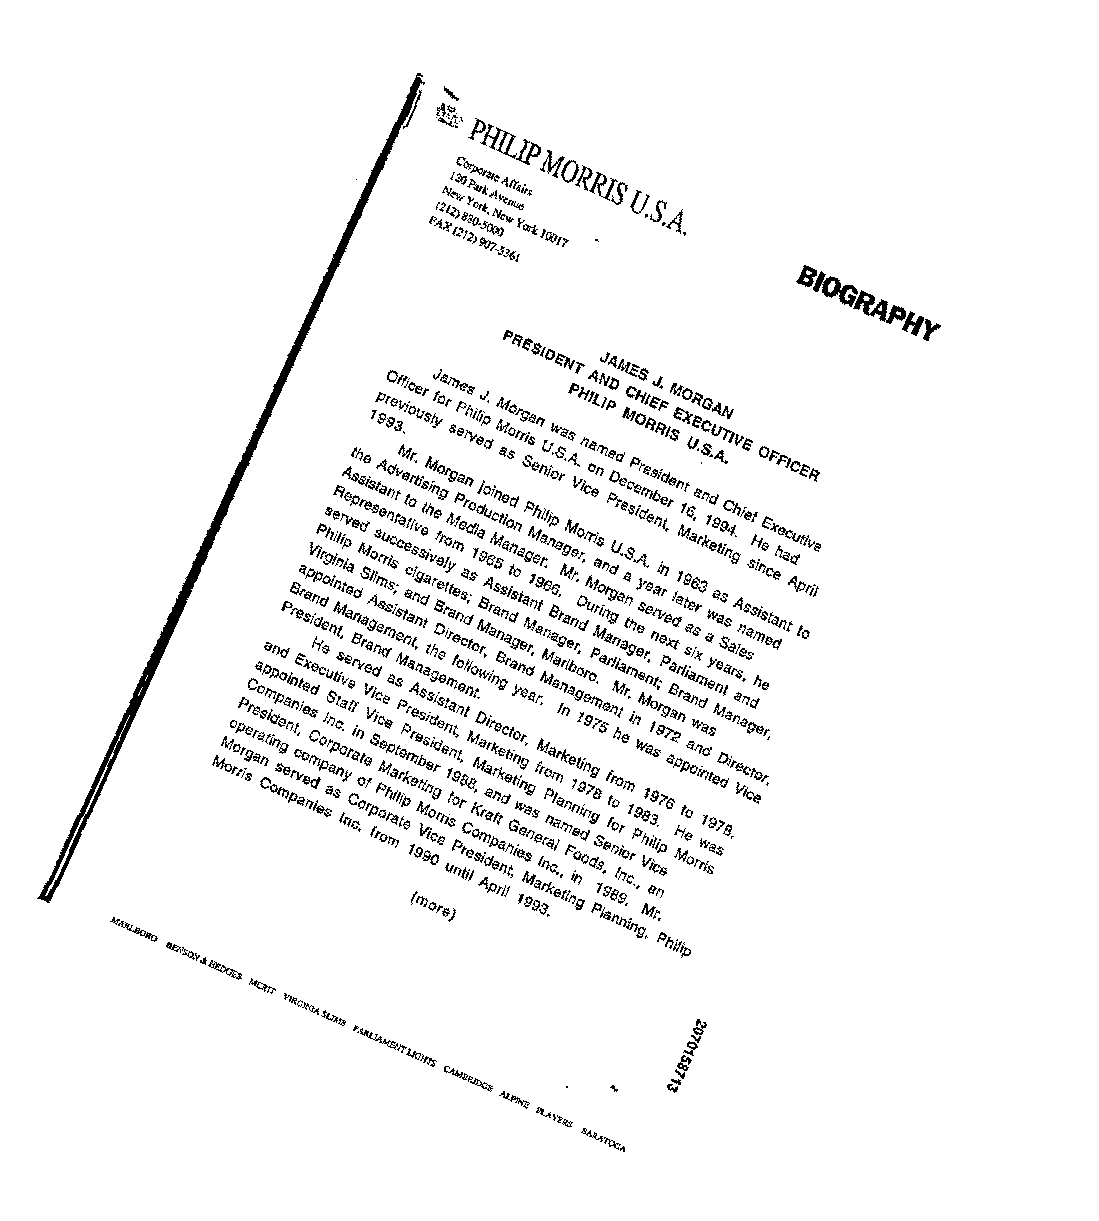 PHILIP MORRIS U.S.A.
Corporate Affairs
120 Park Avenue
New York, New York 10017
(212) 880-5000
FAX (212) 907-5361
BIOGRAPHY
JAMES J. MORGAN
PRESIDENT AND CHIEF EXECUTIVE OFFICER
PHILIP MORRIS U.S.A.
James J. Morgan was named President and Chief Executive
Officer for Philip Morris U.S.A. on December 16, 1994. He had
previously served as Senior Vice President, Marketing since April
1993.
Mr. Morgan joined Philip Morris U.S.A. in 1963 as Assistant to
the Advertising Production Manager, and a year later was named
Assistant to the Media Manager. Mr. Morgan served as a Sales
Representative from 1965 to 1966. During the next six years, he
served successively as Assistant Brand Manager, Parliament and
Philip Morris cigarettes; Brand Manager, Parliament; Brand Manager,
Virginia Slims; and Brand Manager, Marlboro. Mr. Morgan was
appointed Assistant Director, Brand Management in 1972 and Director,
Brand Management, the following year. In 1975 he was appointed Vice
President, Brand Management.
He served as Assistant Director, Marketing from 1976 to 1978,
and Executive Vice President, Marketing from 1978 to 1983. He was
appointed Staff Vice President, Marketing Planning for Philip Morris
Companies Inc. in September 1988, and was named Senior Vice
President, Corporate Marketing for Kraft General Foods, Inc., an
operating company of Philip Morris Companies Inc., in 1989. Mr.
Morgan served as Corporate Vice President, Marketing Planning, Philip
Morris Companies Inc. from 1990 until April 1993.
(more)
MARLBORO BENSON & HEDGES MERIT VIRGINIA SLIMS PARLIAMENT LIGHTS CAMBRIDGE ALPINE PLAYERS SARATOGA
2070158713